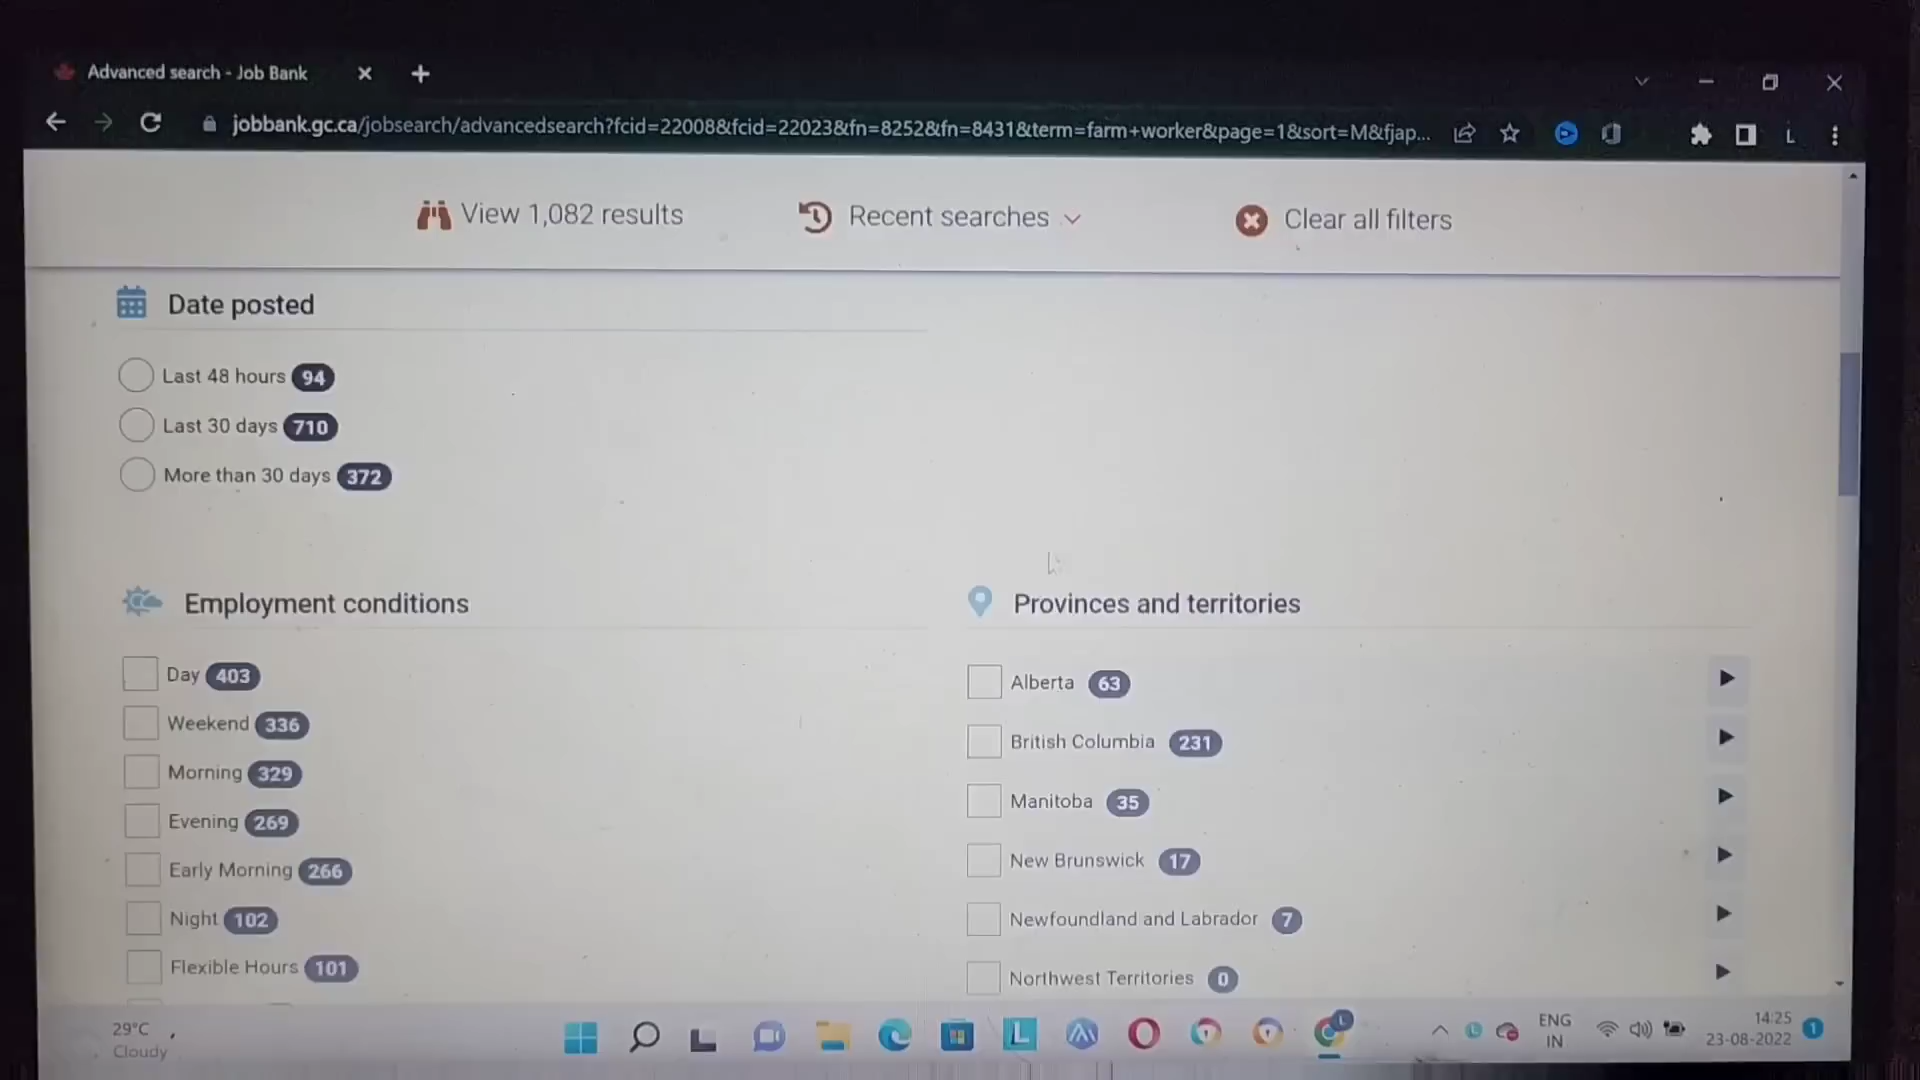 Advanced search - Job Bank
jobbank.gc.ca/jobsearch/advancedsearch?fcid=22008&fcid=22023&fn=8252&fn=8431&term=farm+worker&page=1&sort=M&fjap...
L
View 1,082 results
Recent searches
Clear all filters
Date posted
Last 48 hours 94
Last 30 days 710
More than 30 days 372
Employment conditions
Day 403
Weekend 336
Morning 329
Evening 269
Early Morning 266
Night 102
Flexible Hours 101
Provinces and territories
Alberta 63
British Columbia 231
Manitoba 35
New Brunswick 17
Newfoundland and Labrador 7
Northwest Territories 0
29°C
Cloudy
L
L
ENG
IN
14:25
23-08-2022
1